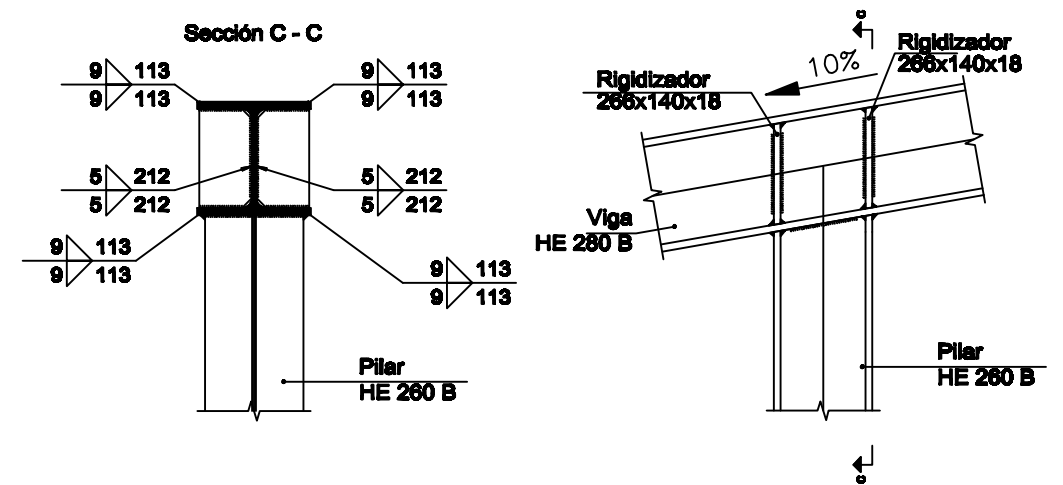 Sección C - C
9 113
9 113
9 113
9 113
5 212
5 212
5 212
5 212
9 113
9 113
9 113
9 113
Pilar
HE 260 B
c
10%
Rigidizador
266x140x18
Rigidizador
266x140x18
Viga
HE 280 B
Pilar
HE 260 B
c